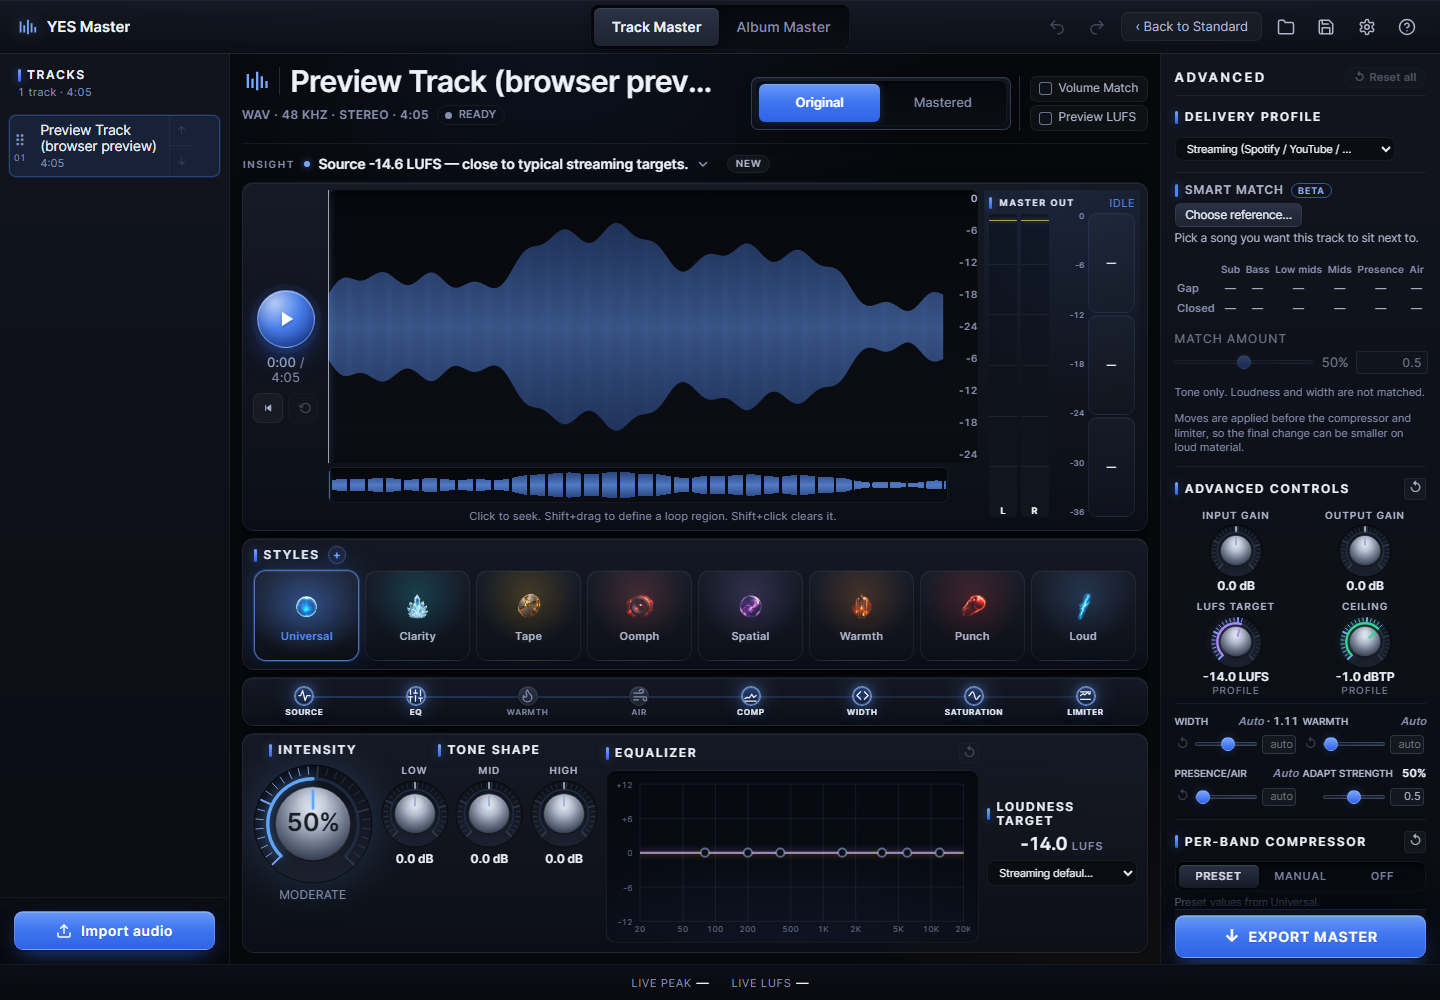 YES Master
Track Master
Album Master
‹ Back to Standard
TRACKS
1 track · 4:05
Preview Track
(browser preview)
01
4:05
Import audio
Preview Track (browser prev...
WAV · 48 KHZ · STEREO · 4:05
READY
Original
Mastered
Volume Match
Preview LUFS
INSIGHT
Source -14.6 LUFS — close to typical streaming targets.
NEW
0:00 /
4:05
0
-6
-12
-18
-24
-6
-12
-18
-24
Click to seek. Shift+drag to define a loop region. Shift+click clears it.
MASTER OUT
IDLE
0
-6
-12
-18
-24
-30
-36
L
R
—
—
—
STYLES
+
Universal
Clarity
Tape
Oomph
Spatial
Warmth
Punch
Loud
SOURCE
EQ
WARMTH
AIR
COMP
WIDTH
SATURATION
LIMITER
INTENSITY
50%
MODERATE
TONE SHAPE
LOW
MID
HIGH
0.0 dB
0.0 dB
0.0 dB
EQUALIZER
+12
+6
0
-6
-12
20
50
100
200
500
1K
2K
5K
10K
20K
LOUDNESS
TARGET
-14.0 LUFS
Streaming defaul...
ADVANCED
Reset all
DELIVERY PROFILE
Streaming (Spotify / YouTube / ...
SMART MATCH
BETA
Choose reference...
Pick a song you want this track to sit next to.
Sub Bass Low mids Mids Presence Air
Gap — — — — — —
Closed — — — — — —
MATCH AMOUNT
50%
0.5
Tone only. Loudness and width are not matched.
Moves are applied before the compressor and
limiter, so the final change can be smaller on
loud material.
ADVANCED CONTROLS
INPUT GAIN
OUTPUT GAIN
0.0 dB
0.0 dB
LUFS TARGET
CEILING
-14.0 LUFS
-1.0 dBTP
PROFILE
PROFILE
WIDTH
Auto · 1.11
WARMTH
Auto
auto
auto
PRESENCE/AIR
Auto
ADAPT STRENGTH
50%
auto
0.5
PER-BAND COMPRESSOR
PRESET
MANUAL
OFF
Preset values from Universal.
EXPORT MASTER
LIVE PEAK —
LIVE LUFS —